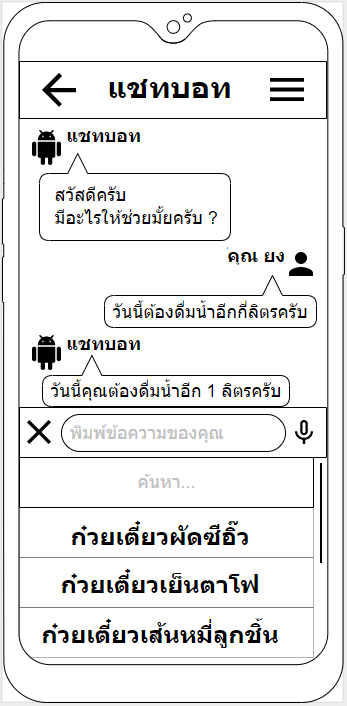 แชทบอท
แชทบอท
สวัสดีครับ
มีอะไรให้ช่วยมั้ยครับ ?
คุณ ยง
วันนี้ต้องดื่มน้ำอีกกี่ลิตรครับ
แชทบอท
วันนี้คุณต้องดื่มน้ำอีก 1 ลิตรครับ
พิมพ์ข้อความของคุณ
ค้นหา...
ก๋วยเตี๋ยวผัดซีอิ๊ว
ก๋วยเตี๋ยวเย็นตาโฟ
ก๋วยเตี๋ยวเส้นหมี่ลูกชิ้น